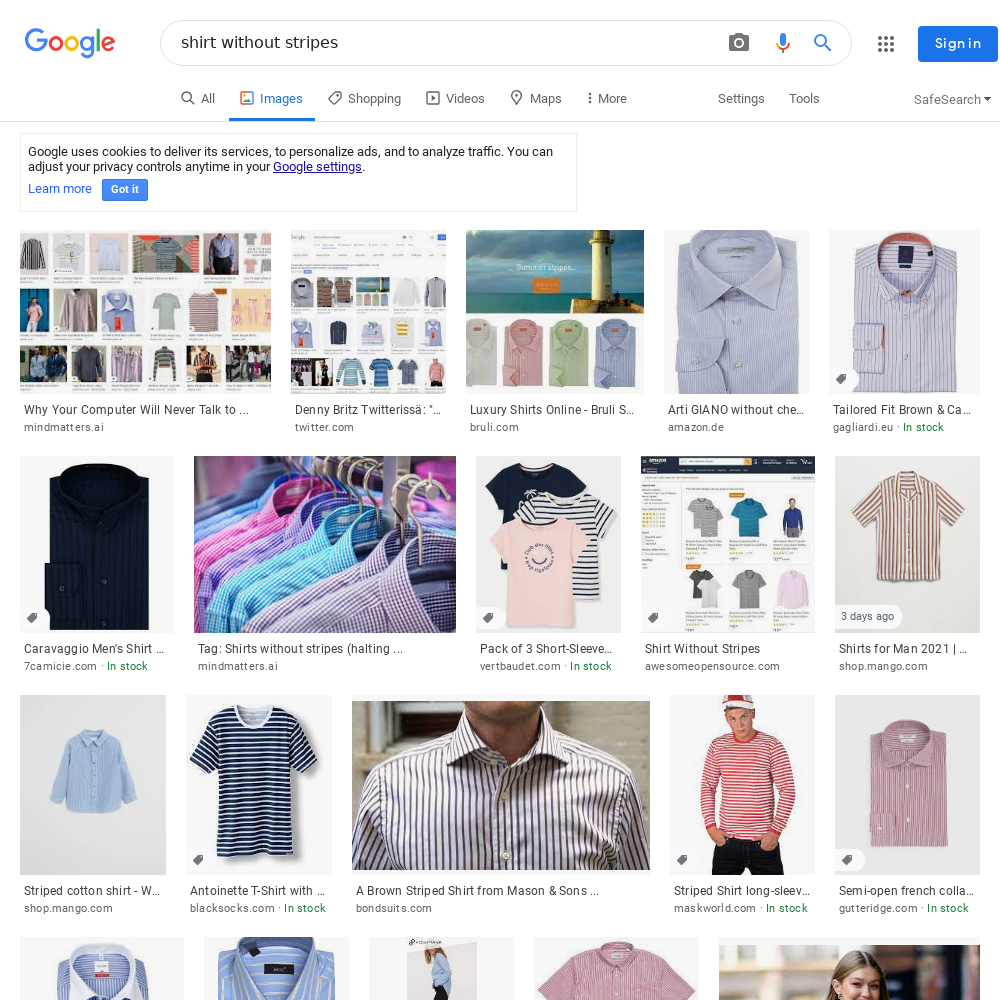 Google
shirt without stripes
Sign in
All
Images
Shopping
Videos
Maps
More
Settings
Tools
SafeSearch
Google uses cookies to deliver its services, to personalize ads, and to analyze traffic. You can
adjust your privacy controls anytime in your Google settings.
Learn more
Got it
Summer stripes...
Why Your Computer Will Never Talk to ...
mindmatters.ai
Denny Britz Twitterissä: "...
twitter.com
Luxury Shirts Online - Bruli S...
bruli.com
Arti GIANO without che...
amazon.de
Tailored Fit Brown & Ca...
gagliardi.eu · In stock
amazon
3 days ago
Caravaggio Men's Shirt ...
7camicie.com · In stock
Tag: Shirts without stripes (halting ...
mindmatters.ai
Pack of 3 Short-Sleeve...
vertbaudet.com · In stock
Shirt Without Stripes
awesomeopensource.com
Shirts for Man 2021 | ...
shop.mango.com
Striped cotton shirt - W...
shop.mango.com
Antoinette T-Shirt with ...
blacksocks.com · In stock
A Brown Striped Shirt from Mason & Sons ...
bondsuits.com
Striped Shirt long-sleev...
maskworld.com · In stock
Semi-open french colla...
gutteridge.com · In stock
POSHMARK